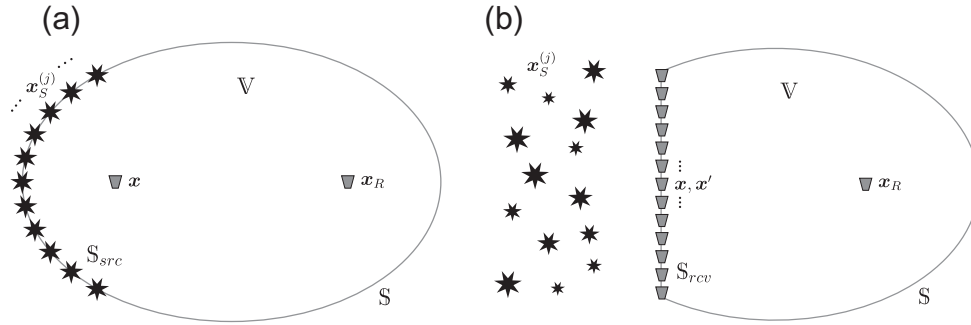 (a)
𝒙_S^{(j)}
𝕍
𝒙
𝒙_R
𝕊_{src}
𝕊
(b)
𝒙_S^{(j)}
𝕍
𝒙, 𝒙′
𝒙_R
𝕊_{rcv}
𝕊